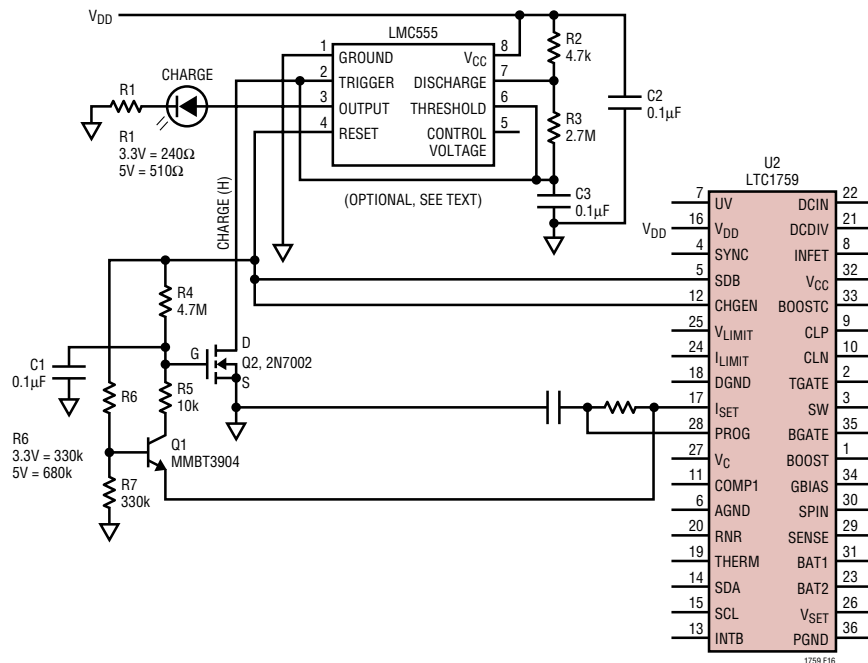 VDD
LMC555
1 GROUND VCC 8
2 TRIGGER DISCHARGE 7
3 OUTPUT THRESHOLD 6
4 RESET CONTROL VOLTAGE 5
(OPTIONAL, SEE TEXT)
R1
CHARGE
R1
3.3V = 240Ω
5V = 510Ω
R2
4.7k
R3
2.7M
C2
0.1µF
C3
0.1µF
CHARGE (H)
R4
4.7M
C1
0.1µF
G
D
Q2, 2N7002
S
R5
10k
R6
R6
3.3V = 330k
5V = 680k
Q1
MMBT3904
R7
330k
U2
LTC1759
VDD
7 UV DCIN 22
16 VDD DCDIV 21
4 SYNC INFET 8
5 SDB VCC 32
12 CHGEN BOOSTC 33
25 VLIMIT CLP 9
24 ILIMIT CLN 10
18 DGND TGATE 2
17 ISET SW 3
28 PROG BGATE 35
27 VC BOOST 1
11 COMP1 GBIAS 34
6 AGND SPIN 30
20 RNR SENSE 29
19 THERM BAT1 31
14 SDA BAT2 23
15 SCL VSET 26
13 INTB PGND 36
1759 F16